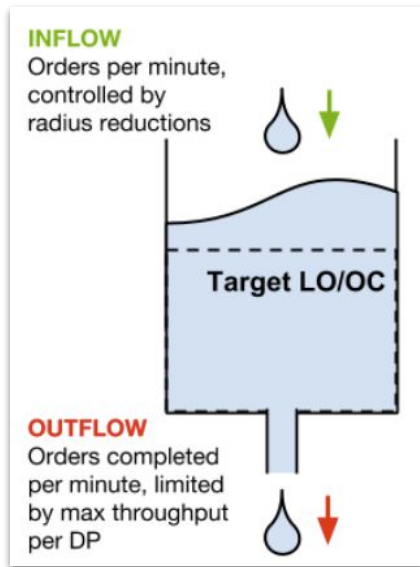 INFLOW
Orders per minute,
controlled by
radius reductions
Target LO/OC
OUTFLOW
Orders completed
per minute, limited
by max throughput
per DP